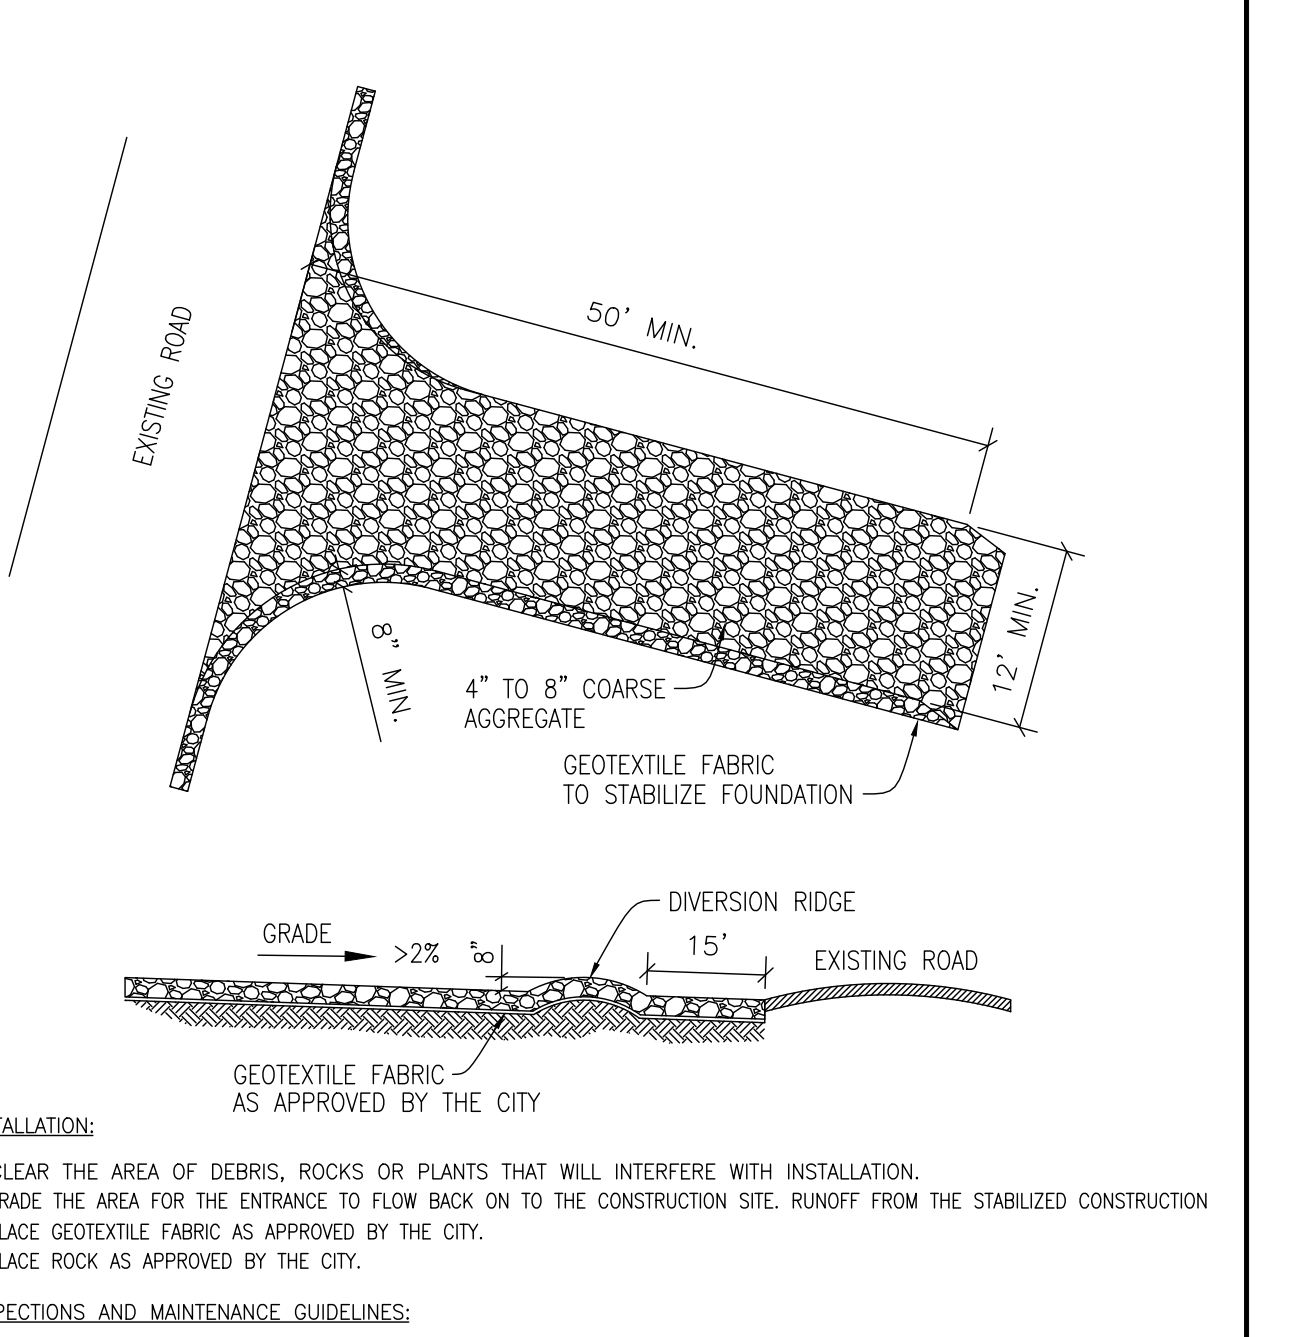 50' MIN.
EXISTING ROAD
12' MIN.
8" MIN.
4" TO 8" COARSE
AGGREGATE
GEOTEXTILE FABRIC
TO STABILIZE FOUNDATION
DIVERSION RIDGE
GRADE
>2%
8"
15'
EXISTING ROAD
GEOTEXTILE FABRIC
AS APPROVED BY THE CITY
TALLATION:
CLEAR THE AREA OF DEBRIS, ROCKS OR PLANTS THAT WILL INTERFERE WITH INSTALLATION.
RADE THE AREA FOR THE ENTRANCE TO FLOW BACK ON TO THE CONSTRUCTION SITE. RUNOFF FROM THE STABILIZED CONSTRUCTION
LACE GEOTEXTILE FABRIC AS APPROVED BY THE CITY.
LACE ROCK AS APPROVED BY THE CITY.
PECTIONS AND MAINTENANCE GUIDELINES: